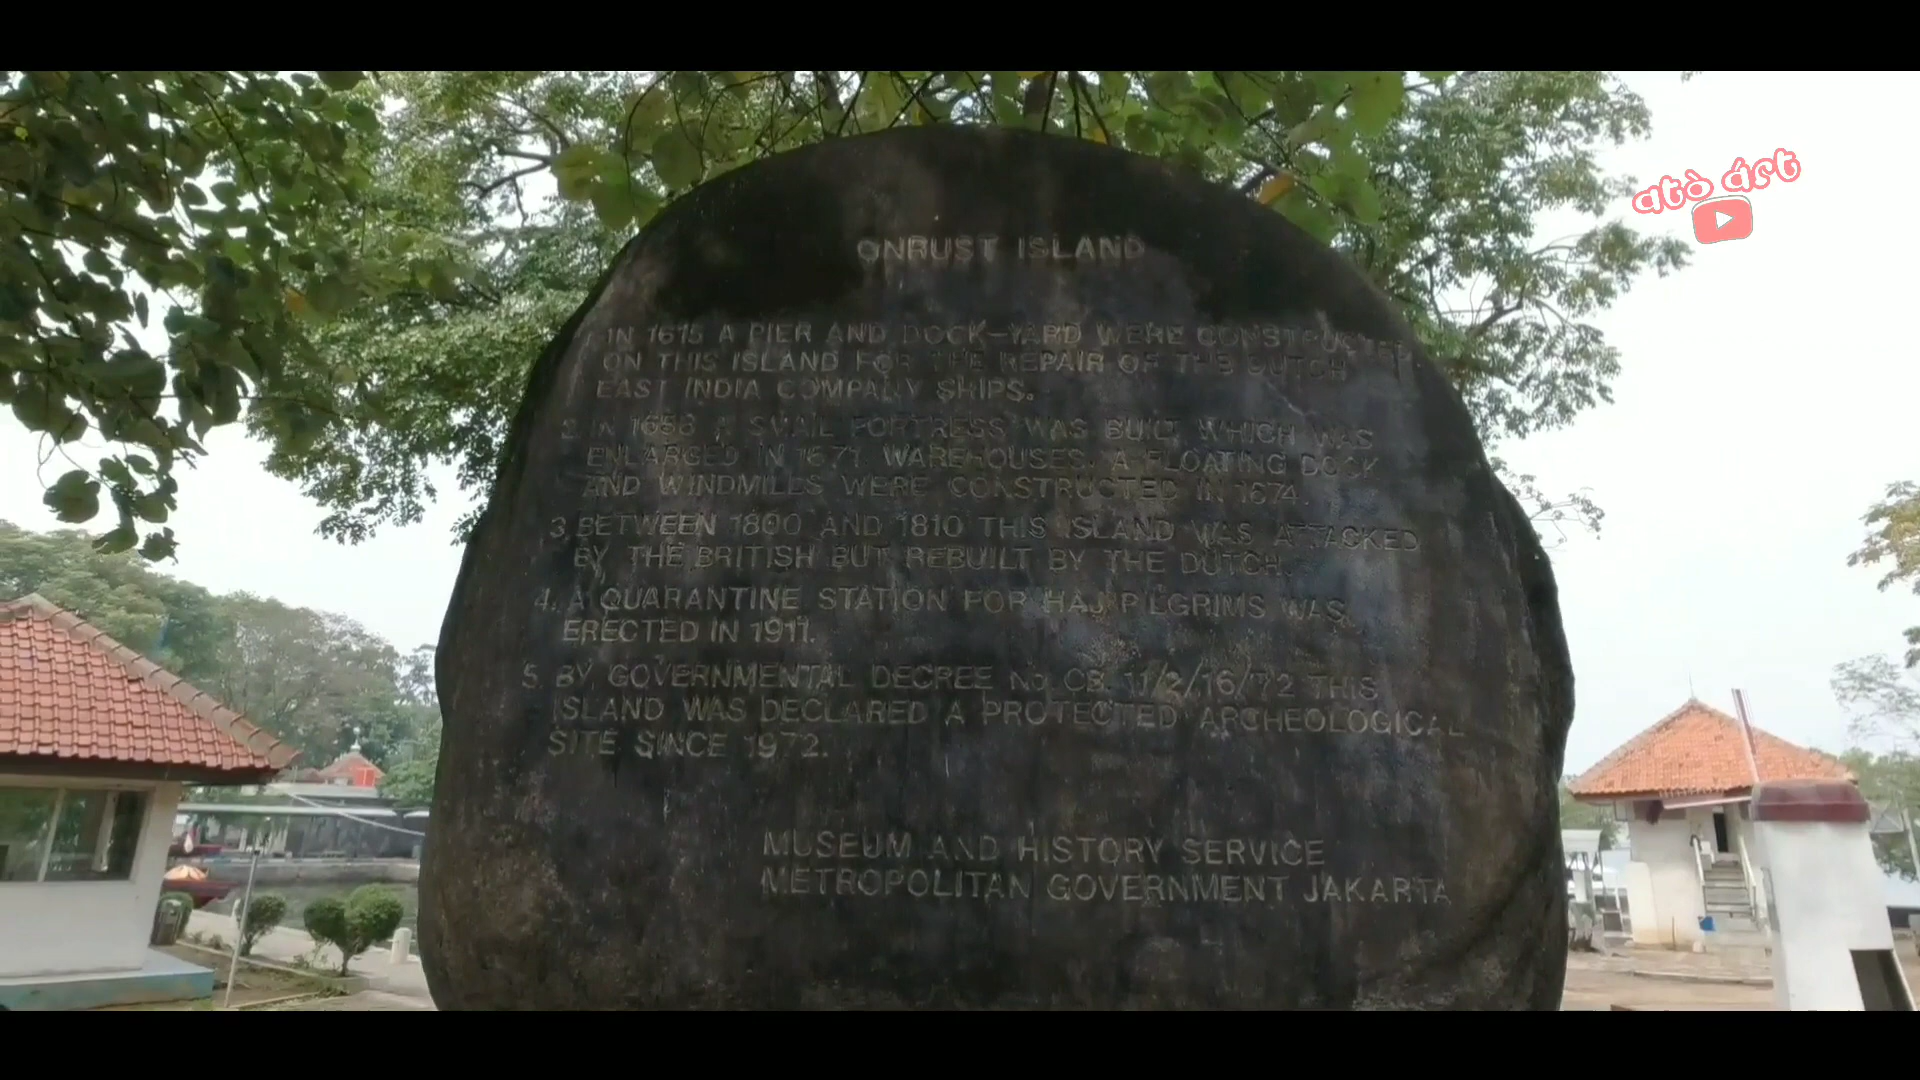 ONRUST ISLAND
IN 1615 A PIER AND DOCK-YARD WERE CONSTRUCTED
ON THIS ISLAND FOR THE REPAIR OF THE DUTCH
EAST INDIA COMPANY SHIPS.
2. IN 1658 A SMALL FORTRESS WAS BUILT, WHICH WAS
ENLARGED IN 1671. WAREHOUSES, A FLOATING DOCK
AND WINDMILLS WERE CONSTRUCTED IN 1674.
3. BETWEEN 1800 AND 1810 THIS ISLAND WAS ATTACKED
BY THE BRITISH BUT REBUILT BY THE DUTCH.
4. A QUARANTINE STATION FOR HAJ PILGRIMS WAS
ERECTED IN 1911.
5 BY GOVERNMENTAL DECREE No CB. 11/2/16/72 THIS
ISLAND WAS DECLARED A PROTECTED ARCHEOLOGICAL
SITE SINCE 1972.
MUSEUM AND HISTORY SERVICE
METROPOLITAN GOVERNMENT JAKARTA
atò árt